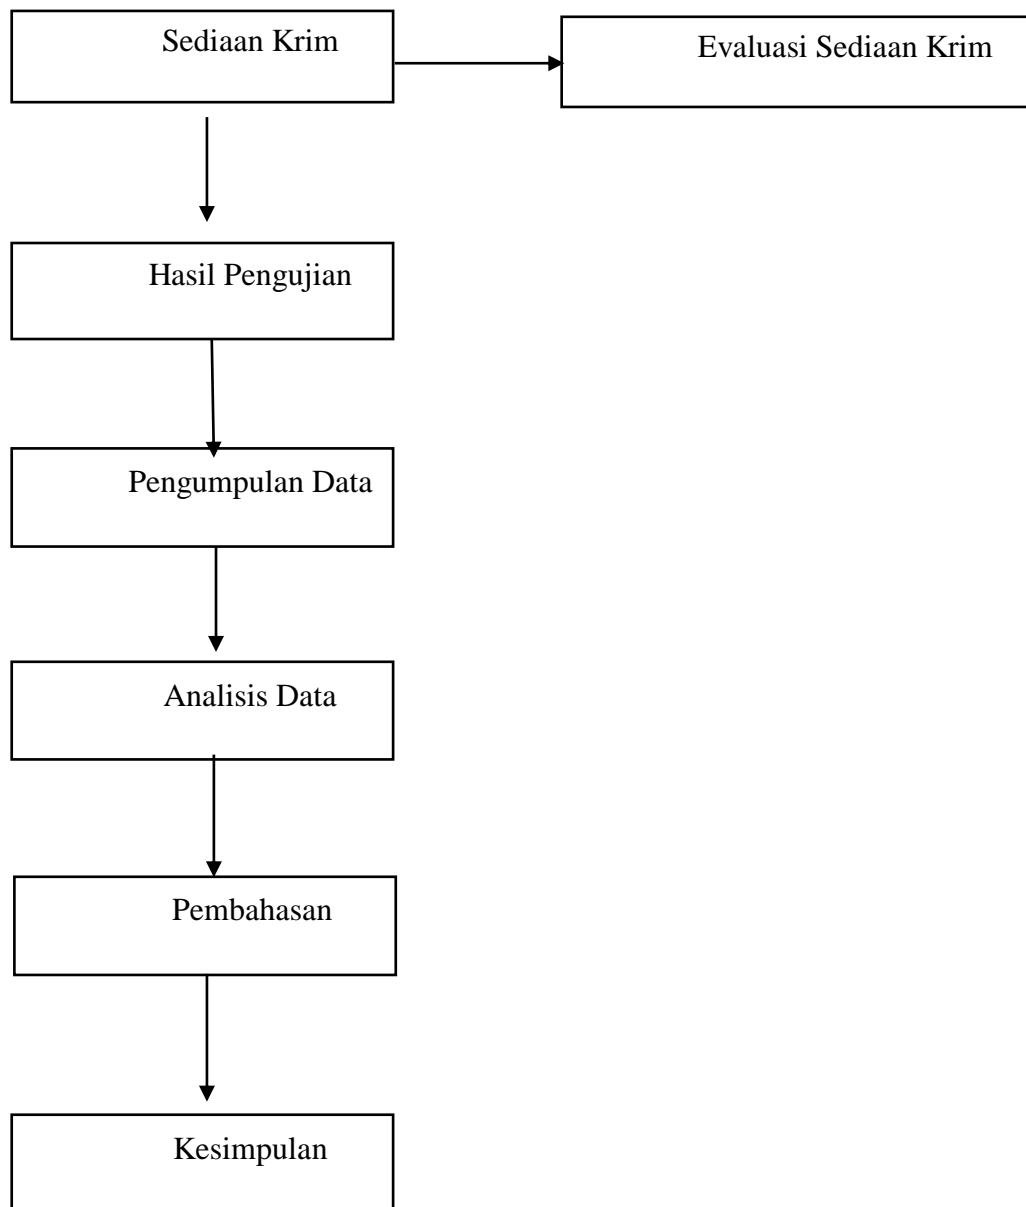 Sediaan Krim
Evaluasi Sediaan Krim
Hasil Pengujian
Pengumpulan Data
Analisis Data
Pembahasan
Kesimpulan